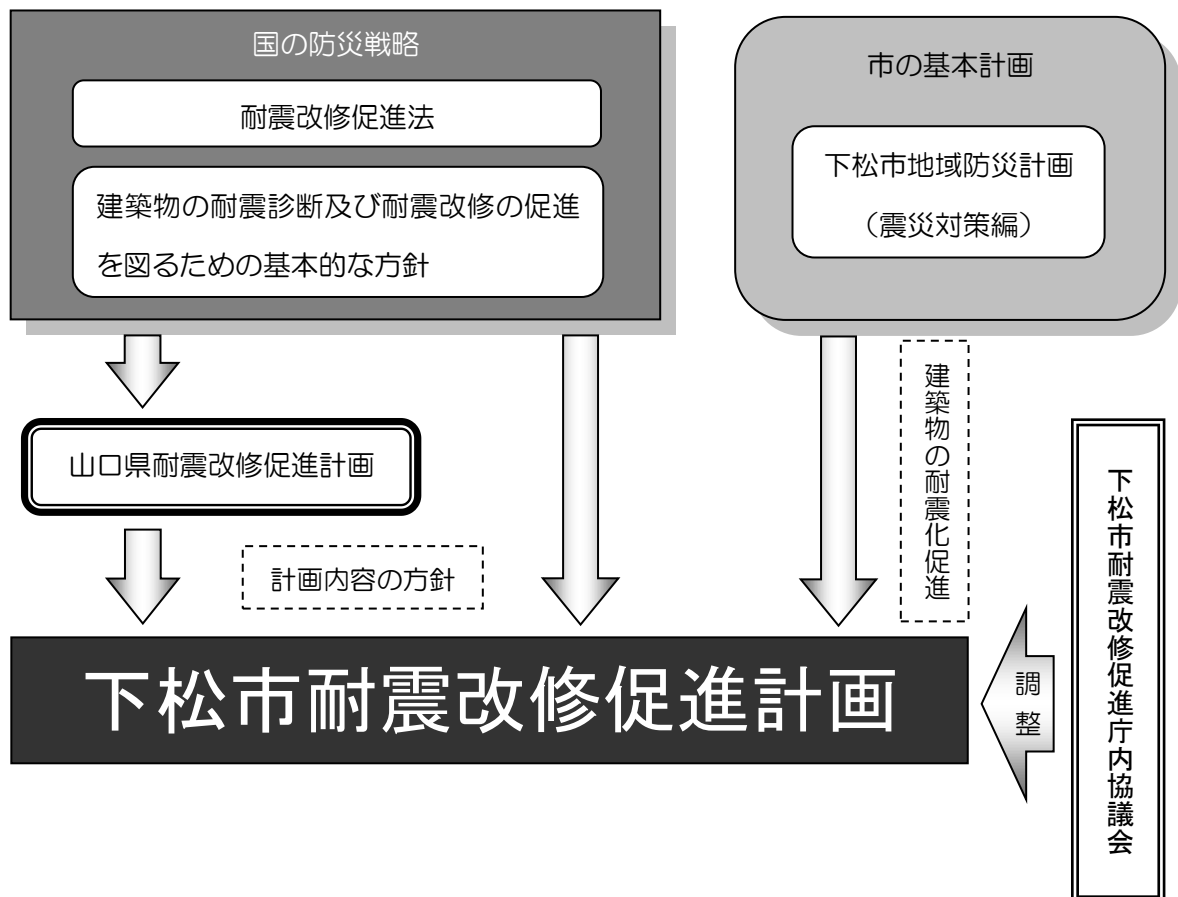 国の防災戦略
耐震改修促進法
建築物の耐震診断及び耐震改修の促進
を図るための基本的な方針
市の基本計画
下松市地域防災計画
（震災対策編）
山口県耐震改修促進計画
計画内容の方針
建築物の耐震化促進
下松市耐震改修促進計画
調整
下松市耐震改修促進庁内協議会